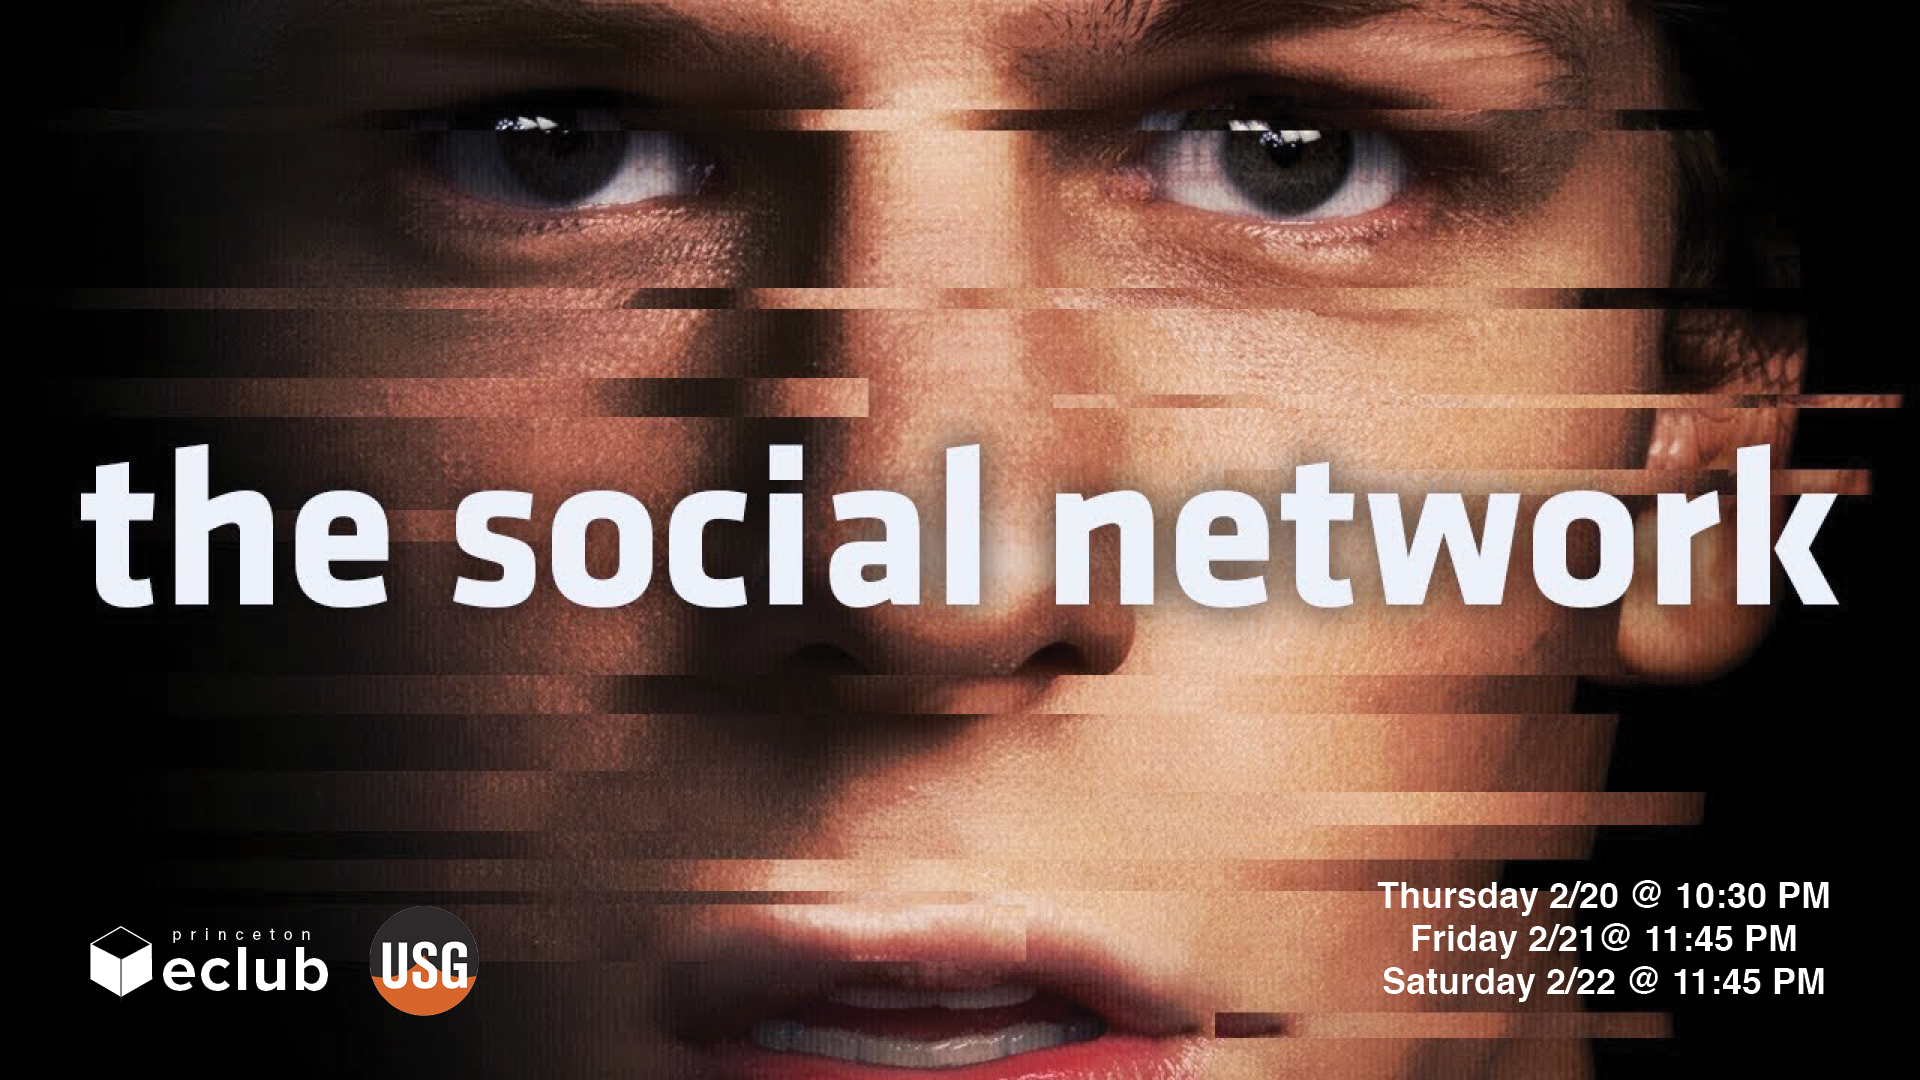 the social network
princeton
eclub
USG
Thursday 2/20 @ 10:30 PM
Friday 2/21@ 11:45 PM
Saturday 2/22 @ 11:45 PM